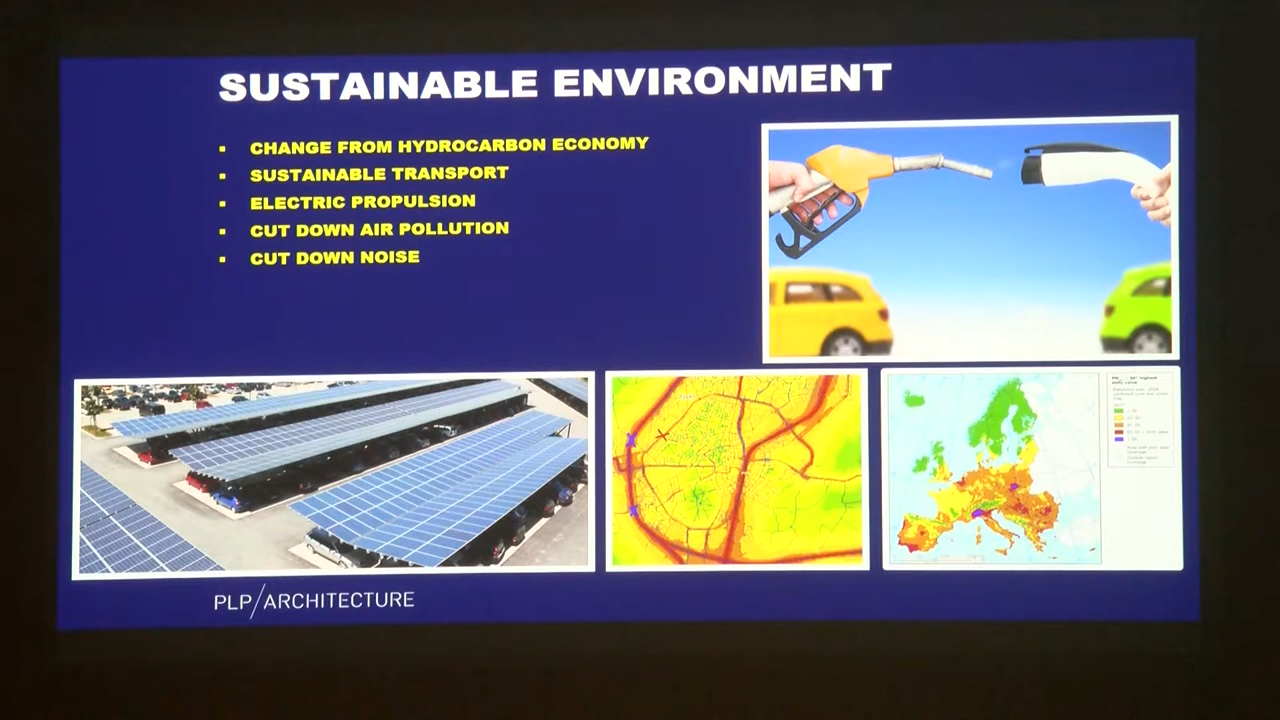 SUSTAINABLE ENVIRONMENT
▪ CHANGE FROM HYDROCARBON ECONOMY
▪ SUSTAINABLE TRANSPORT
▪ ELECTRIC PROPULSION
▪ CUT DOWN AIR POLLUTION
▪ CUT DOWN NOISE
PLP/ARCHITECTURE